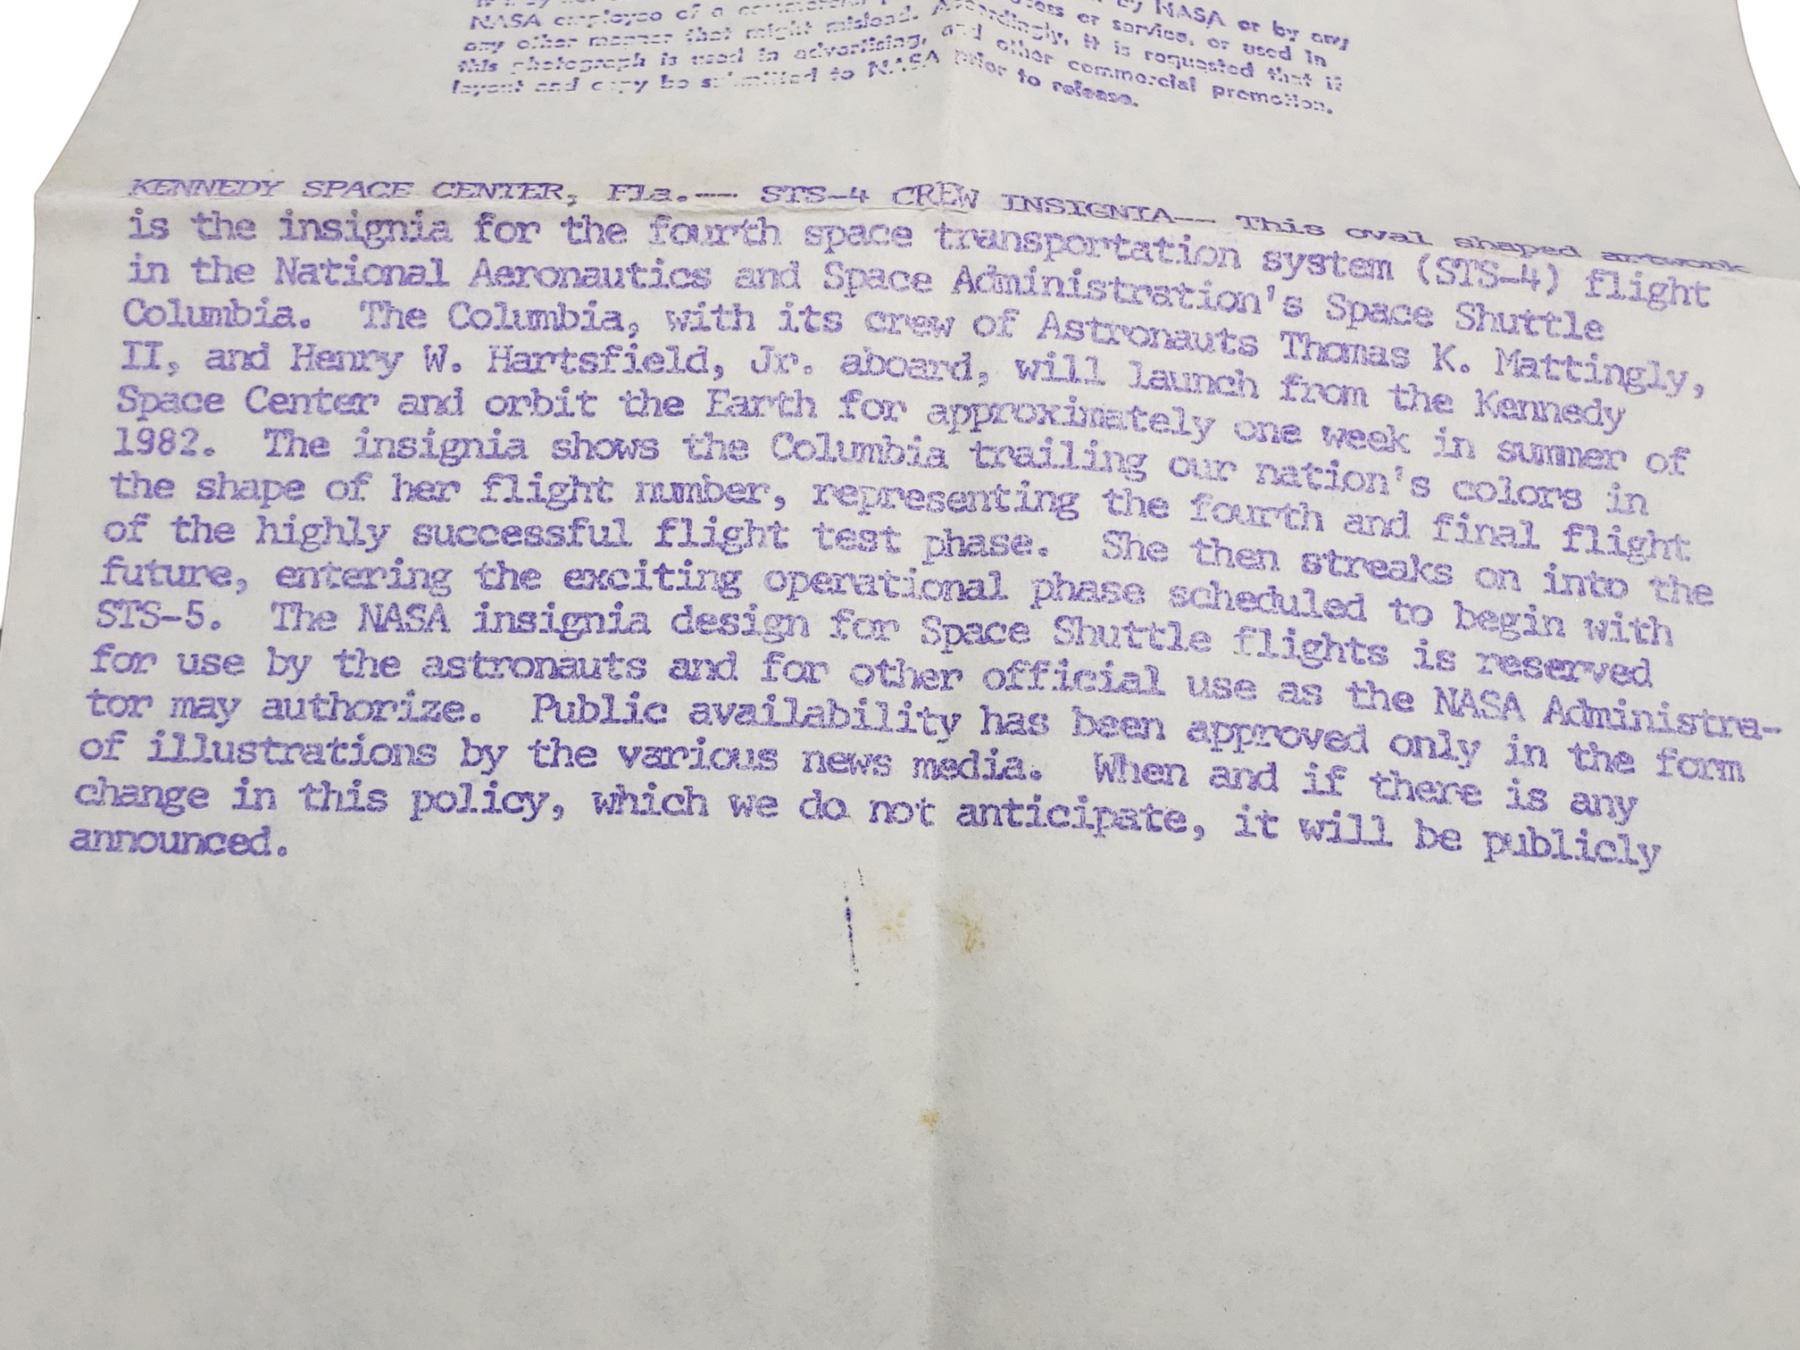 by NASA or by any
NASA employee of a commercial or service, or used in
any other manner that might mislead. Accordingly, it is requested that if
this photograph is used in advertising, and other commercial promotion,
layout and copy be submitted to NASA prior to release.
KENNEDY SPACE CENTER, Fla.-- STS-4 CREW INSIGNIA-- This oval shaped artwork
is the insignia for the fourth space transportation system (STS-4) flight
in the National Aeronautics and Space Administration's Space Shuttle
Columbia. The Columbia, with its crew of Astronauts Thomas K. Mattingly,
II, and Henry W. Hartsfield, Jr. aboard, will launch from the Kennedy
Space Center and orbit the Earth for approximately one week in summer of
1982. The insignia shows the Columbia trailing our nation's colors in
the shape of her flight number, representing the fourth and final flight
of the highly successful flight test phase. She then streaks on into the
future, entering the exciting operational phase scheduled to begin with
STS-5. The NASA insignia design for Space Shuttle flights is reserved
for use by the astronauts and for other official use as the NASA Administra-
tor may authorize. Public availability has been approved only in the form
of illustrations by the various news media. When and if there is any
change in this policy, which we do not anticipate, it will be publicly
announced.